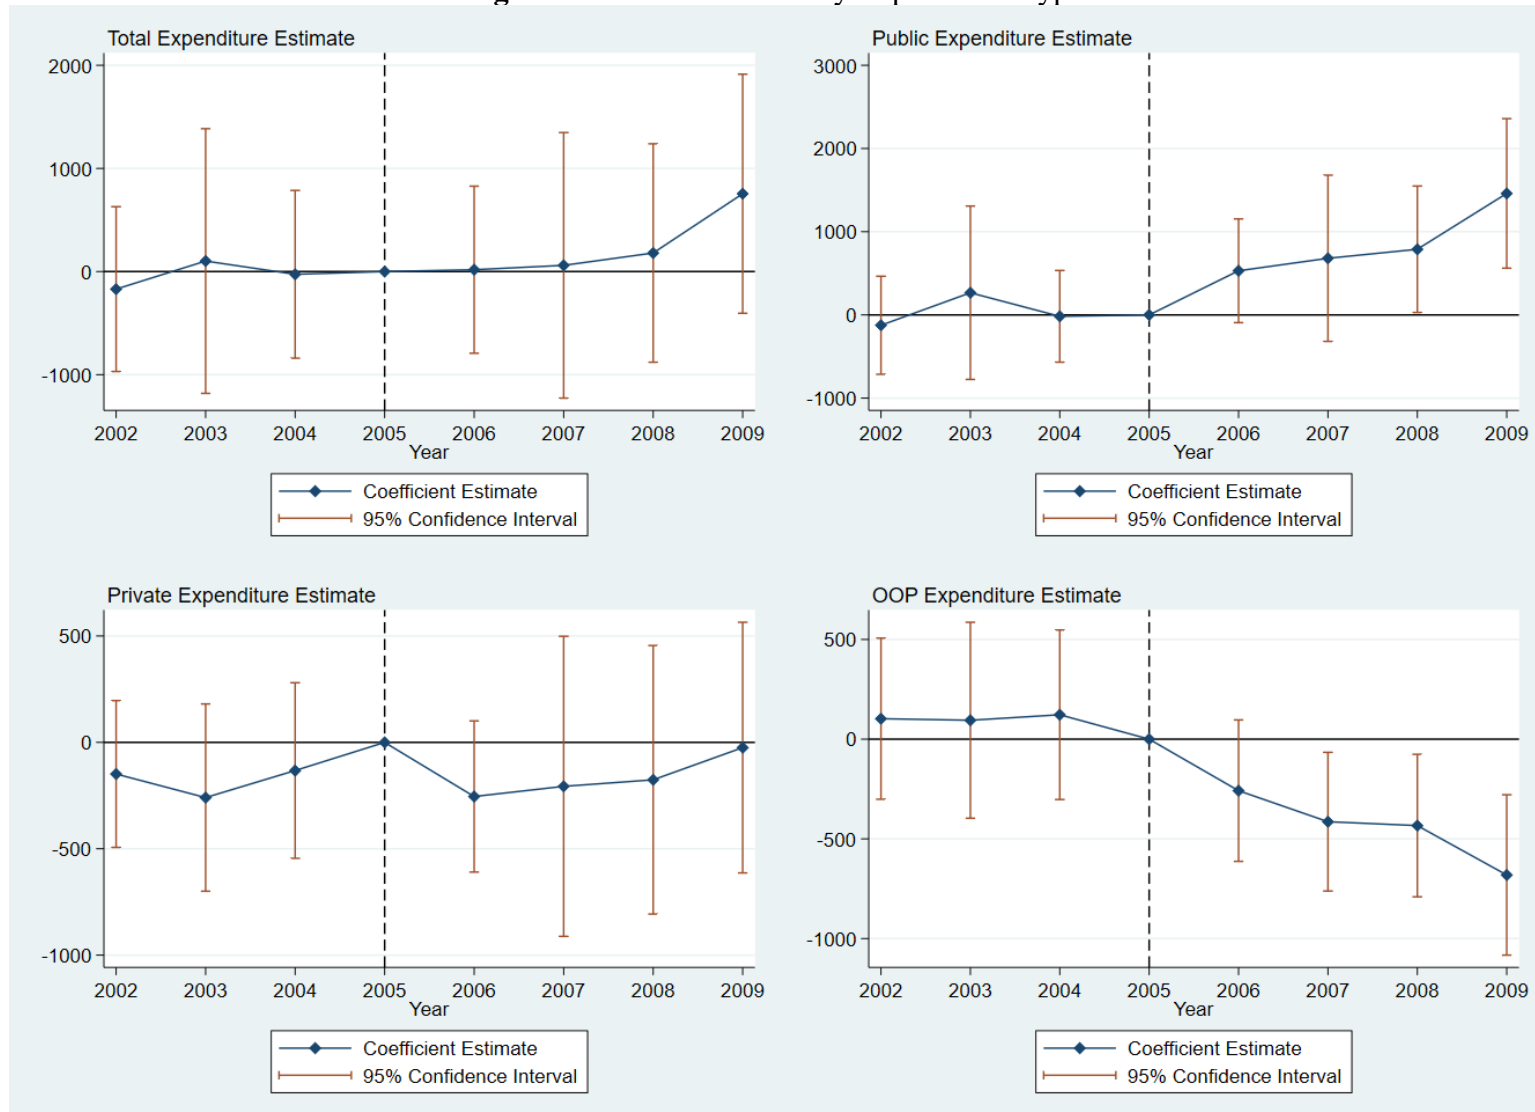 Total Expenditure Estimate
2000
1000
0
-1000
2002 2003 2004 2005 2006 2007 2008 2009
Year
Coefficient Estimate
95% Confidence Interval
Public Expenditure Estimate
3000
2000
1000
0
-1000
2002 2003 2004 2005 2006 2007 2008 2009
Year
Coefficient Estimate
95% Confidence Interval
Private Expenditure Estimate
500
0
-500
-1000
2002 2003 2004 2005 2006 2007 2008 2009
Year
Coefficient Estimate
95% Confidence Interval
OOP Expenditure Estimate
500
0
-500
-1000
2002 2003 2004 2005 2006 2007 2008 2009
Year
Coefficient Estimate
95% Confidence Interval